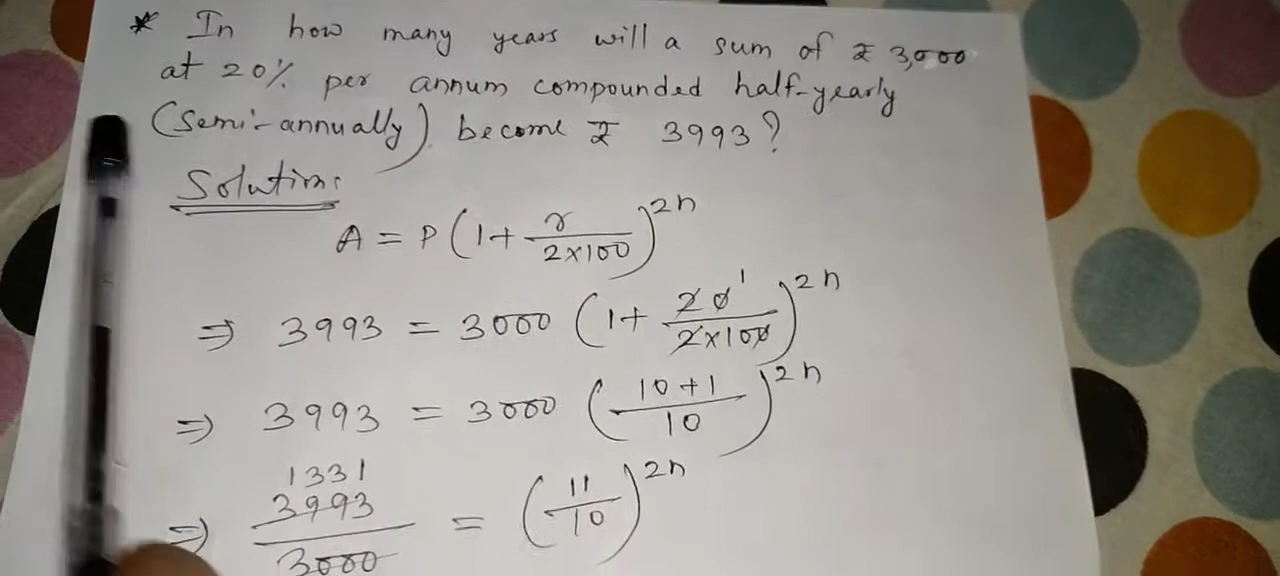 * In how many years will a sum of ₹ 3,000
at 20% per annum compounded half-yearly
(Semi-annually) become ₹ 3993?
Solution:
A = P (1 + r / 2×100)^2n
⇒ 3993 = 3000 (1 + 20 1 / 2×100)^2n
⇒ 3993 = 3000 (10+1 / 10)^2n
1331
⇒ 3993 / 3000 = (11 / 10)^2n